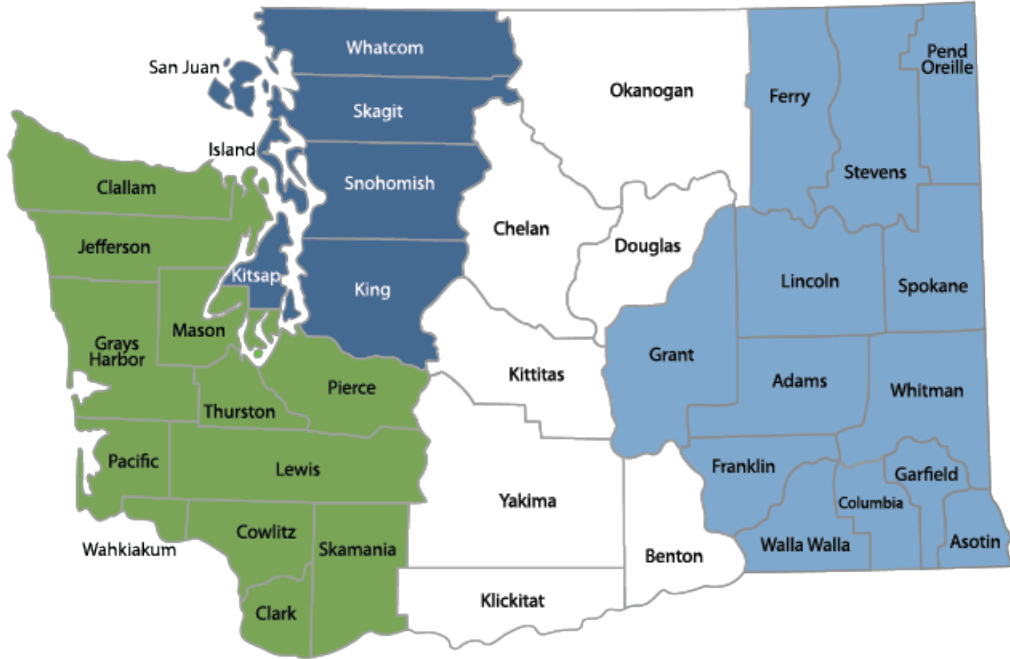 Whatcom
San Juan
Pend
Oreille
Okanogan
Ferry
Skagit
Island
Stevens
Snohomish
Clallam
Chelan
Douglas
Jefferson
Kitsap
King
Lincoln
Spokane
Mason
Grays
Harbor
Grant
Kittitas
Pierce
Adams
Whitman
Thurston
Pacific
Lewis
Franklin
Garfield
Yakima
Columbia
Cowlitz
Wahkiakum
Skamania
Walla Walla
Asotin
Benton
Klickitat
Clark